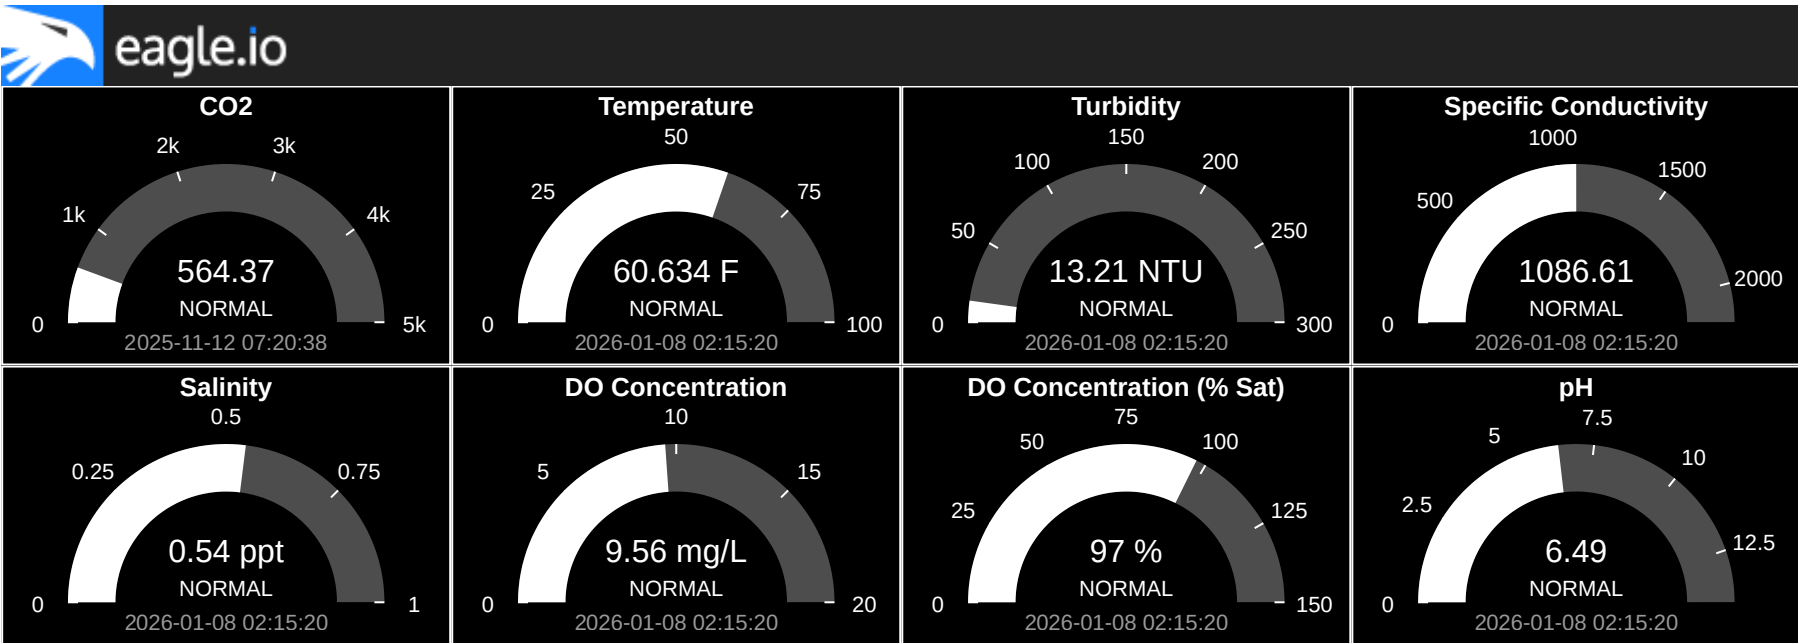 eagle.io
CO2
0
1k
2k
3k
4k
5k
564.37
NORMAL
2025-11-12 07:20:38
Temperature
0
25
50
75
100
60.634 F
NORMAL
2026-01-08 02:15:20
Turbidity
0
50
100
150
200
250
300
13.21 NTU
NORMAL
2026-01-08 02:15:20
Specific Conductivity
0
500
1000
1500
2000
1086.61
NORMAL
2026-01-08 02:15:20
Salinity
0
0.25
0.5
0.75
1
0.54 ppt
NORMAL
2026-01-08 02:15:20
DO Concentration
0
5
10
15
20
9.56 mg/L
NORMAL
2026-01-08 02:15:20
DO Concentration (% Sat)
0
25
50
75
100
125
150
97 %
NORMAL
2026-01-08 02:15:20
pH
0
2.5
5
7.5
10
12.5
6.49
NORMAL
2026-01-08 02:15:20